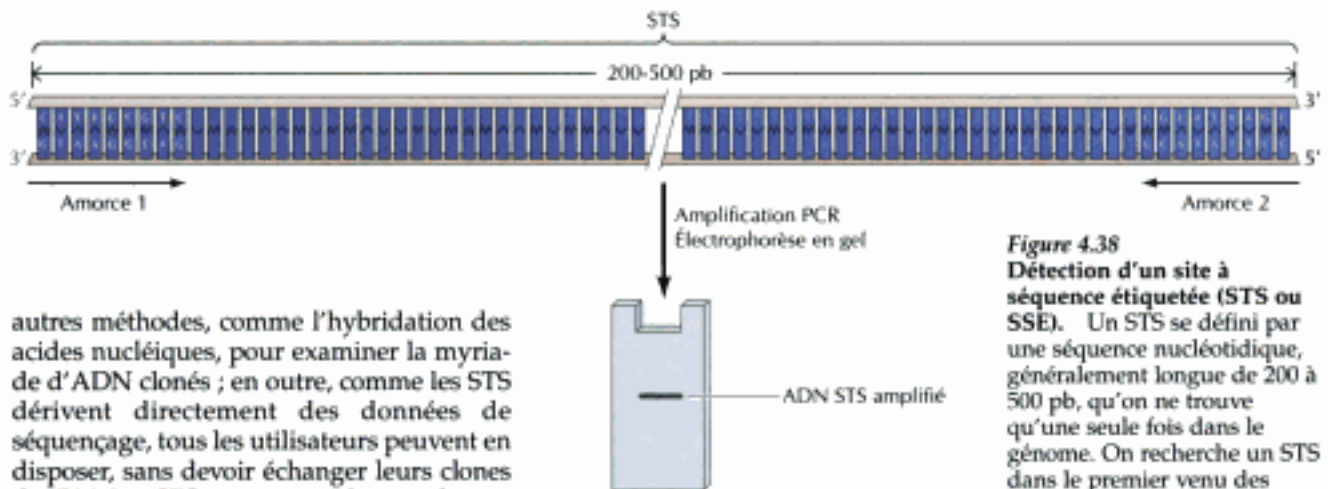 STS
200-500 pb
5'
3'
3'
5'
Amorce 1
Amorce 2
Amplification PCR
Électrophorèse en gel
ADN STS amplifié
autres méthodes, comme l'hybridation des
acides nucléiques, pour examiner la myria-
de d'ADN clonés ; en outre, comme les STS
dérivent directement des données de
séquençage, tous les utilisateurs peuvent en
disposer, sans devoir échanger leurs clones
Figure 4.38
Détection d'un site à
séquence étiquetée (STS ou
SSE). Un STS se défini par
une séquence nucléotidique,
généralement longue de 200 à
500 pb, qu'on ne trouve
qu'une seule fois dans le
génome. On recherche un STS
dans le premier venu des